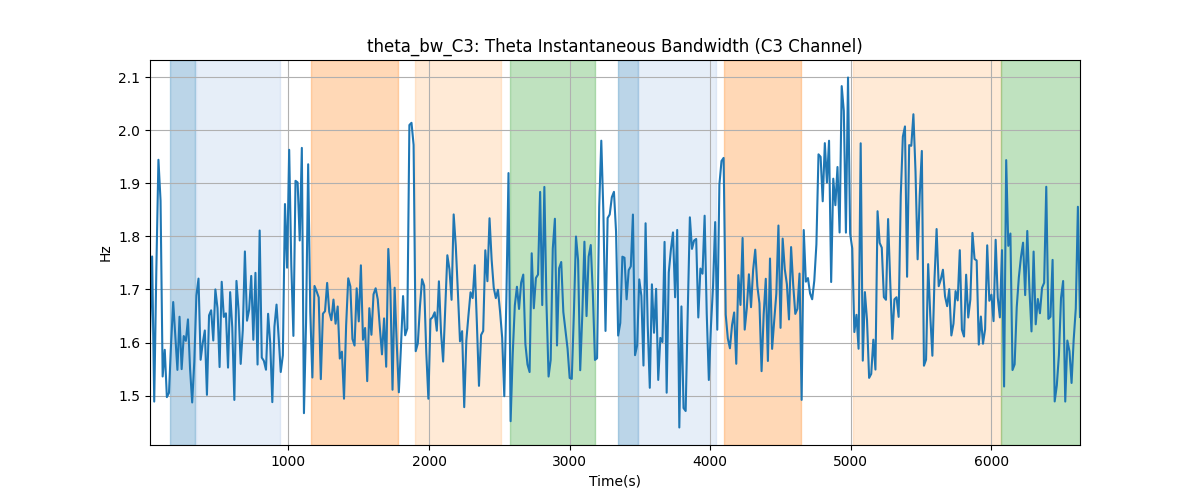 theta_bw_C3: Theta Instantaneous Bandwidth (C3 Channel)
2.1
2.0
1.9
1.8
1.7
1.6
1.5
Hz
1000 2000 3000 4000 5000 6000
Time(s)